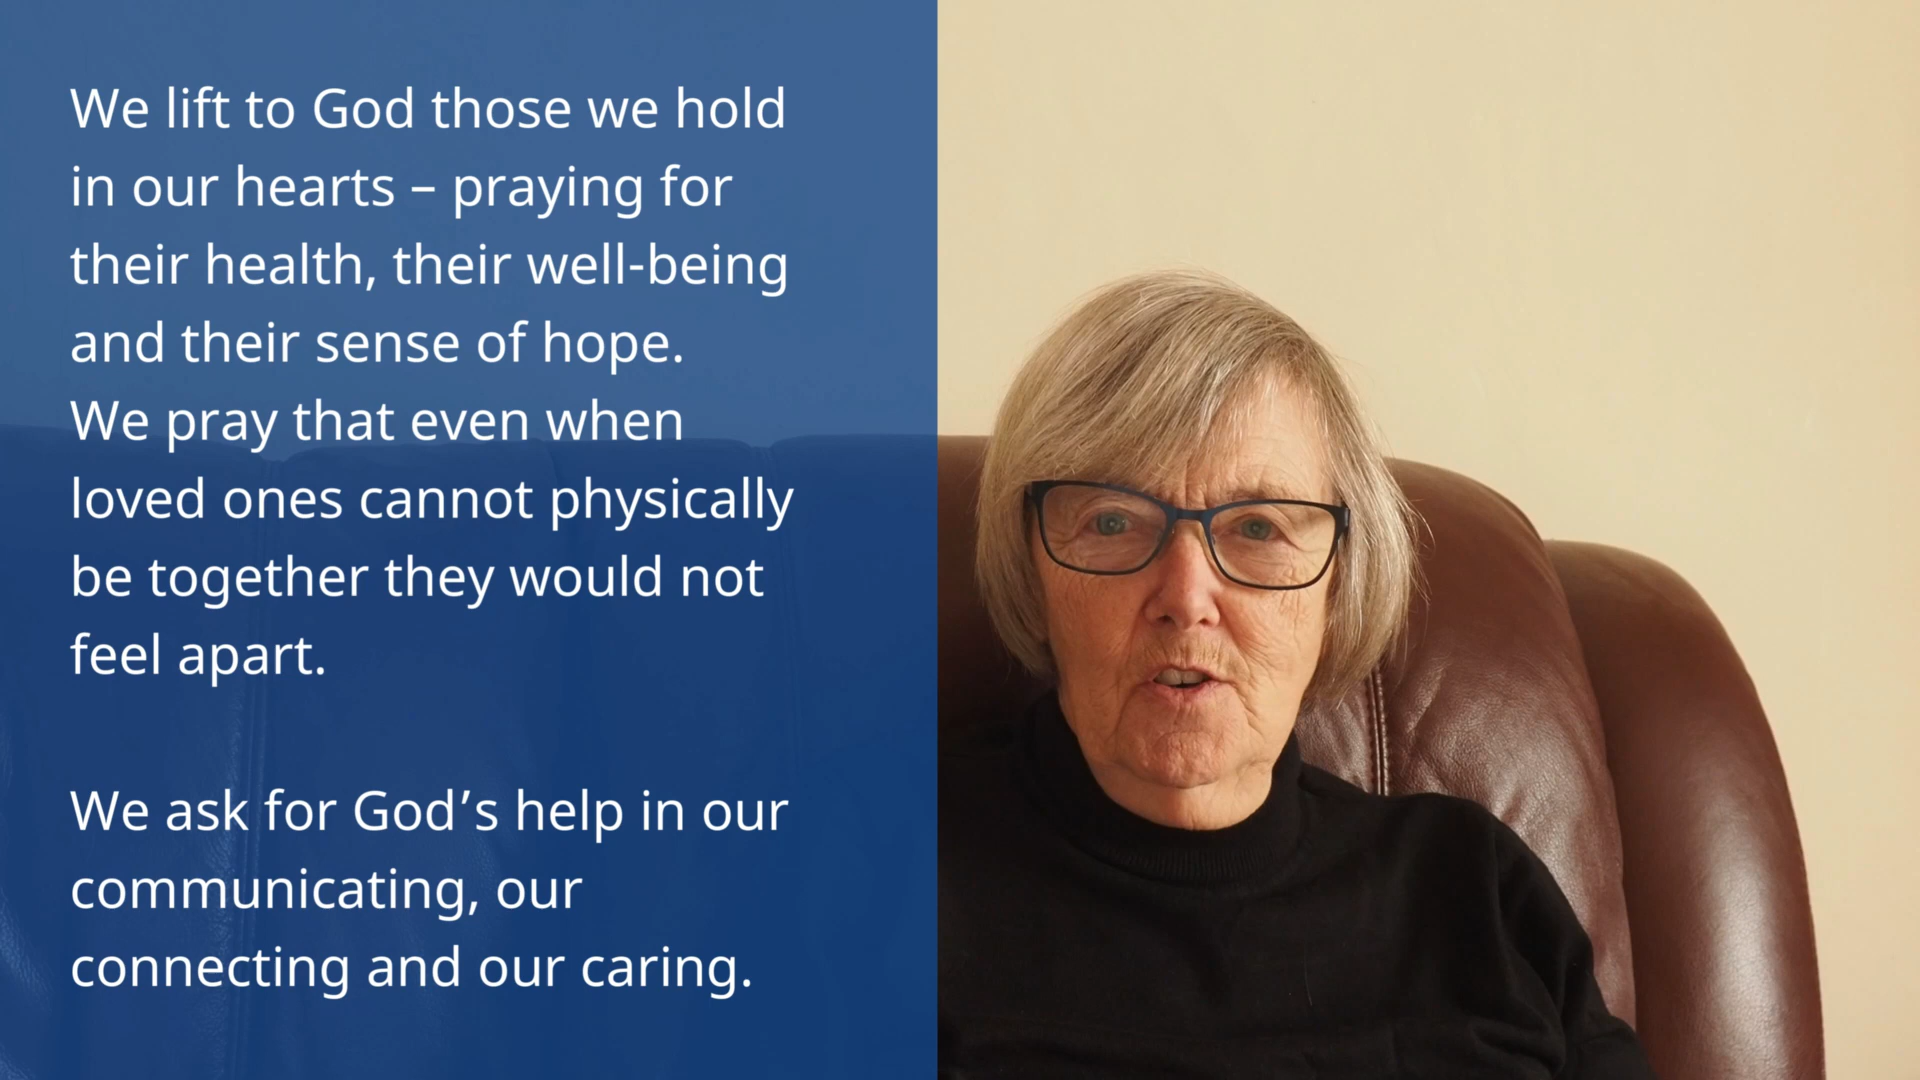 We lift to God those we hold
in our hearts – praying for
their health, their well-being
and their sense of hope.
We pray that even when
loved ones cannot physically
be together they would not
feel apart.
We ask for God’s help in our
communicating, our
connecting and our caring.